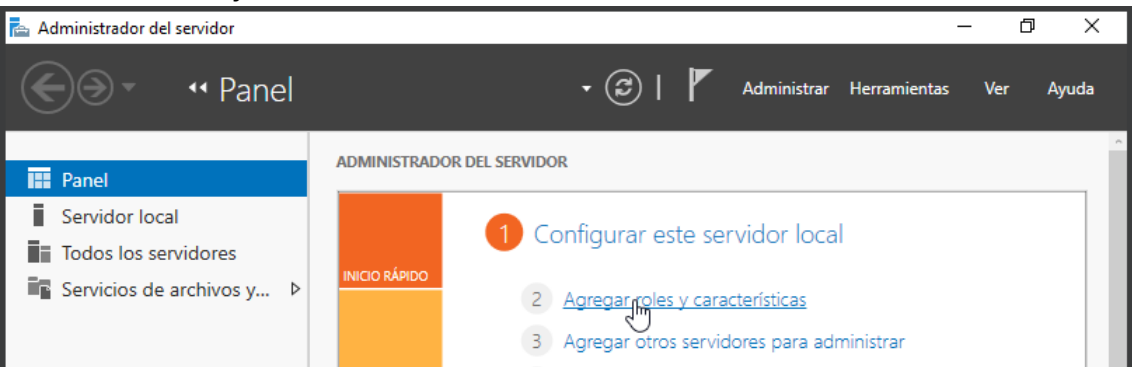 Administrador del servidor
Panel
Administrar Herramientas Ver Ayuda
Panel
Servidor local
Todos los servidores
Servicios de archivos y...
ADMINISTRADOR DEL SERVIDOR
INICIO RÁPIDO
1 Configurar este servidor local
2 Agregar roles y características
3 Agregar otros servidores para administrar